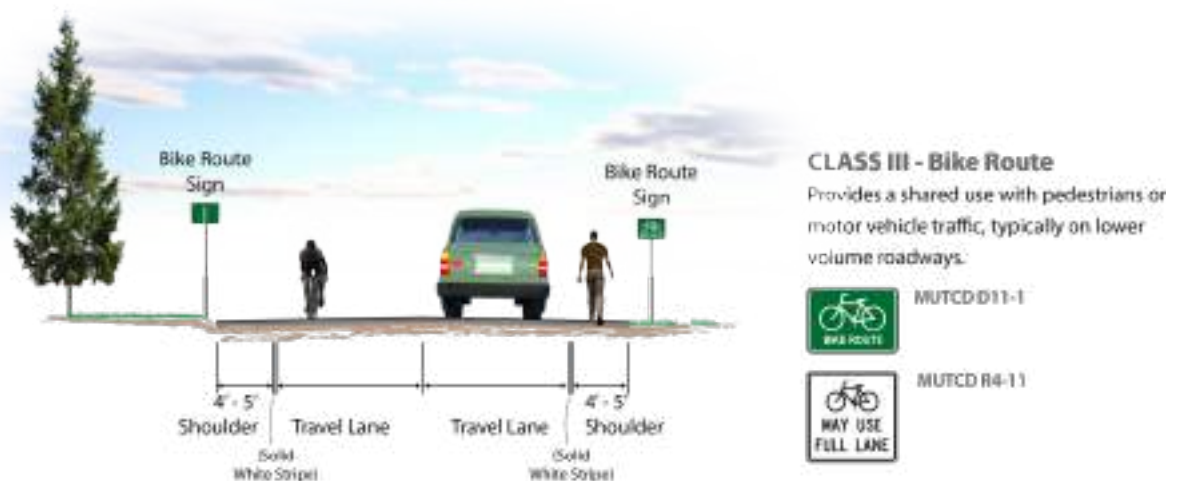 Bike Route
Sign
Bike Route
Sign
4' - 5'
Shoulder
Travel Lane
Travel Lane
4' - 5'
Shoulder
(Solid
White Stripe)
(Solid
White Stripe)
CLASS III - Bike Route
Provides a shared use with pedestrians or
motor vehicle traffic, typically on lower
volume roadways.
BIKE ROUTE
MUTCD D11-1
MAY USE
FULL LANE
MUTCD R4-11